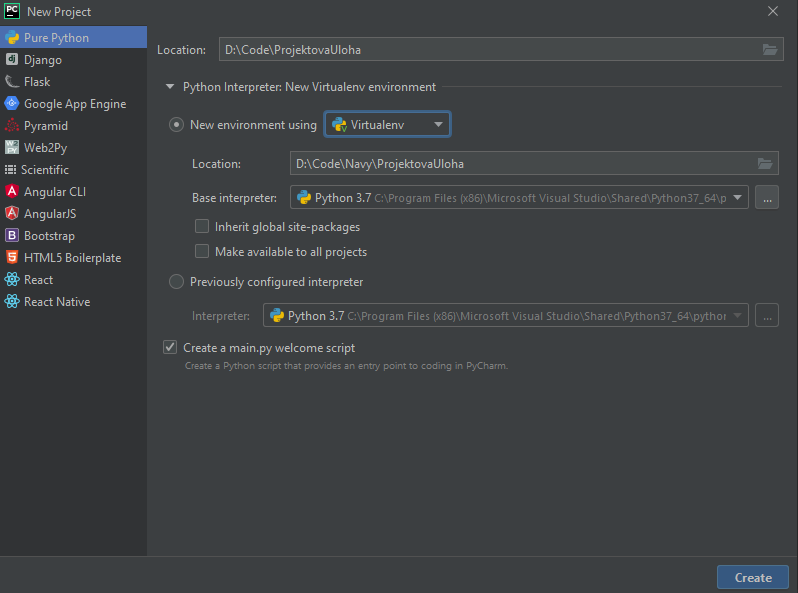 New Project
Pure Python
Django
Flask
Google App Engine
Pyramid
Web2Py
Scientific
Angular CLI
AngularJS
Bootstrap
HTML5 Boilerplate
React
React Native
Location: D:\Code\ProjektovaUloha
Python Interpreter: New Virtualenv environment
New environment using Virtualenv
Location: D:\Code\Navy\ProjektovaUloha
Base interpreter: Python 3.7 C:\Program Files (x86)\Microsoft Visual Studio\Shared\Python37_64\p ...
Inherit global site-packages
Make available to all projects
Previously configured interpreter
Interpreter: Python 3.7 C:\Program Files (x86)\Microsoft Visual Studio\Shared\Python37_64\python ...
Create a main.py welcome script
Create a Python script that provides an entry point to coding in PyCharm.
Create